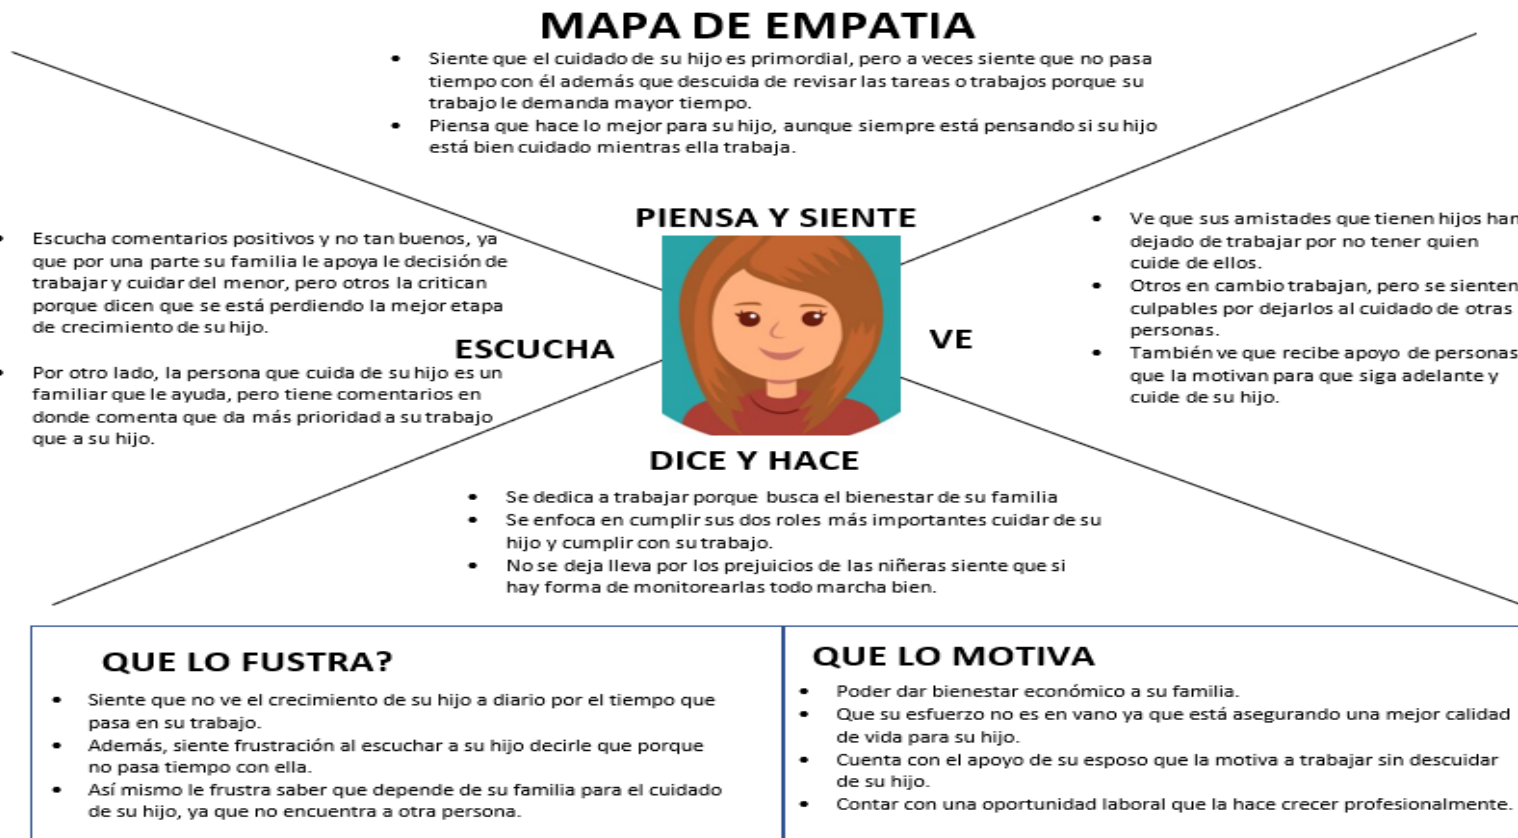 MAPA DE EMPATIA
• Siente que el cuidado de su hijo es primordial, pero a veces siente que no pasa
tiempo con él además que descuida de revisar las tareas o trabajos porque su
trabajo le demanda mayor tiempo.
• Piensa que hace lo mejor para su hijo, aunque siempre está pensando si su hijo
está bien cuidado mientras ella trabaja.
PIENSA Y SIENTE
• Escucha comentarios positivos y no tan buenos, ya
que por una parte su familia le apoya le decisión de
trabajar y cuidar del menor, pero otros la critican
porque dicen que se está perdiendo la mejor etapa
de crecimiento de su hijo.
• Por otro lado, la persona que cuida de su hijo es un
familiar que le ayuda, pero tiene comentarios en
donde comenta que da más prioridad a su trabajo
que a su hijo.
ESCUCHA
VE
• Ve que sus amistades que tienen hijos han
dejado de trabajar por no tener quien
cuide de ellos.
• Otros en cambio trabajan, pero se sienten
culpables por dejarlos al cuidado de otras
personas.
• También ve que recibe apoyo de personas
que la motivan para que siga adelante y
cuide de su hijo.
DICE Y HACE
• Se dedica a trabajar porque busca el bienestar de su familia
• Se enfoca en cumplir sus dos roles más importantes cuidar de su
hijo y cumplir con su trabajo.
• No se deja lleva por los prejuicios de las niñeras siente que si
hay forma de monitorearlas todo marcha bien.
QUE LO FUSTRA?
• Siente que no ve el crecimiento de su hijo a diario por el tiempo que
pasa en su trabajo.
• Además, siente frustración al escuchar a su hijo decirle que porque
no pasa tiempo con ella.
• Así mismo le frustra saber que depende de su familia para el cuidado
de su hijo, ya que no encuentra a otra persona.
QUE LO MOTIVA
• Poder dar bienestar económico a su familia.
• Que su esfuerzo no es en vano ya que está asegurando una mejor calidad
de vida para su hijo.
• Cuenta con el apoyo de su esposo que la motiva a trabajar sin descuidar
de su hijo.
• Contar con una oportunidad laboral que la hace crecer profesionalmente.